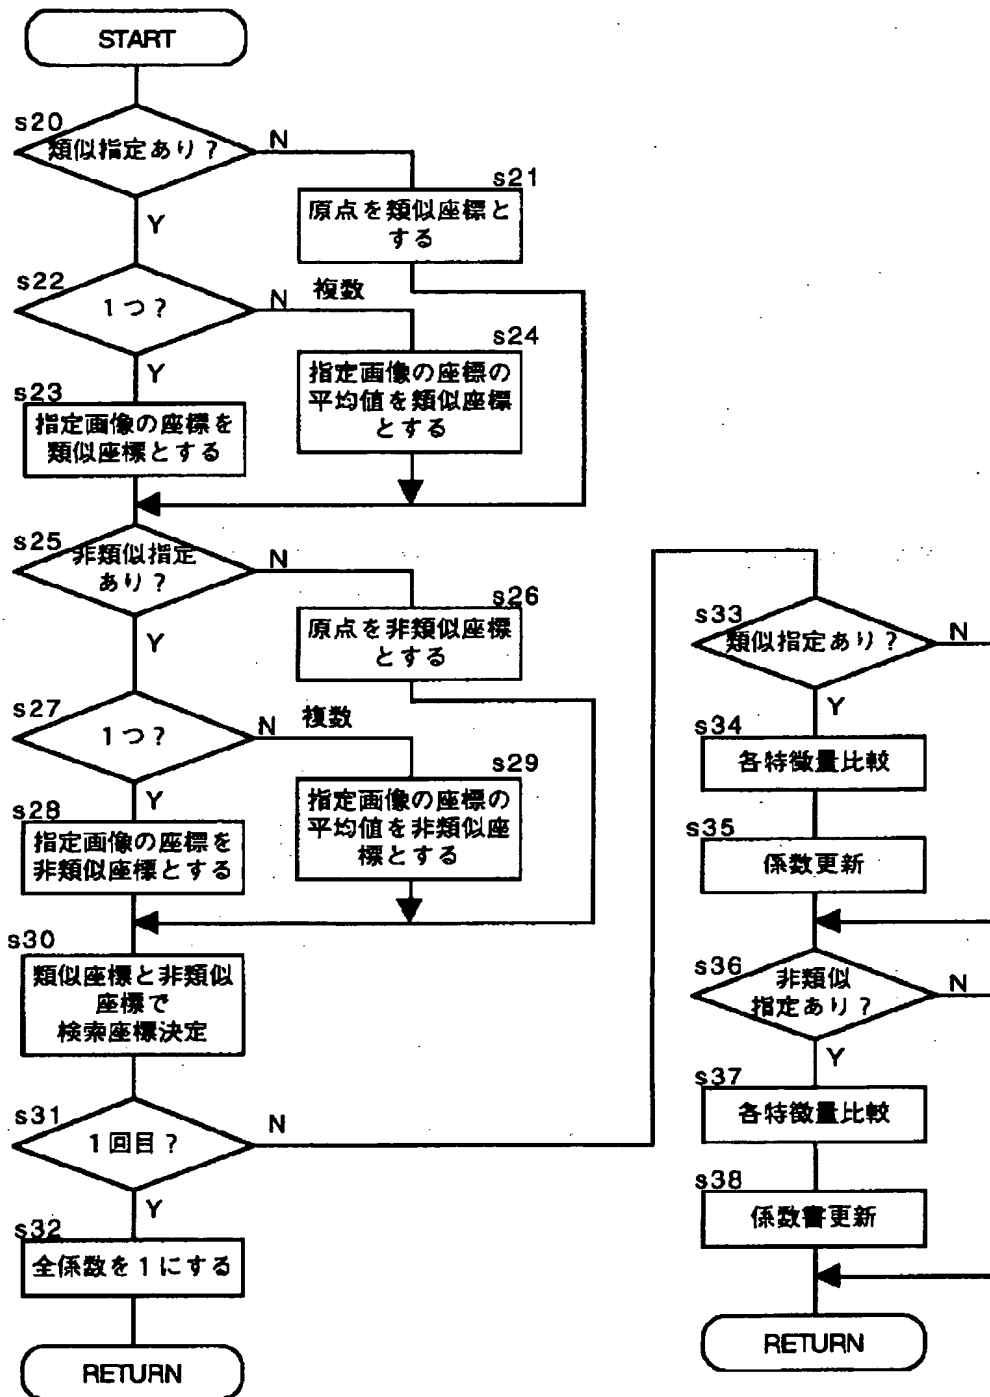 START
s20
類似指定あり？
N
Y
s21
原点を類似座標と
する
s22
1つ？
N
複数
Y
s24
指定画像の座標の
平均値を類似座標
とする
s23
指定画像の座標を
類似座標とする
s25
非類似指定
あり？
N
Y
s26
原点を非類似座標
とする
s27
1つ？
N
複数
Y
s29
指定画像の座標の
平均値を非類似座
標とする
s28
指定画像の座標を
非類似座標とする
s30
類似座標と非類似
座標で
検索座標決定
s31
1回目？
N
Y
s32
全係数を1にする
RETURN
s33
類似指定あり？
N
Y
s34
各特徴量比較
s35
係数更新
s36
非類似
指定あり？
N
Y
s37
各特徴量比較
s38
係数書更新
RETURN